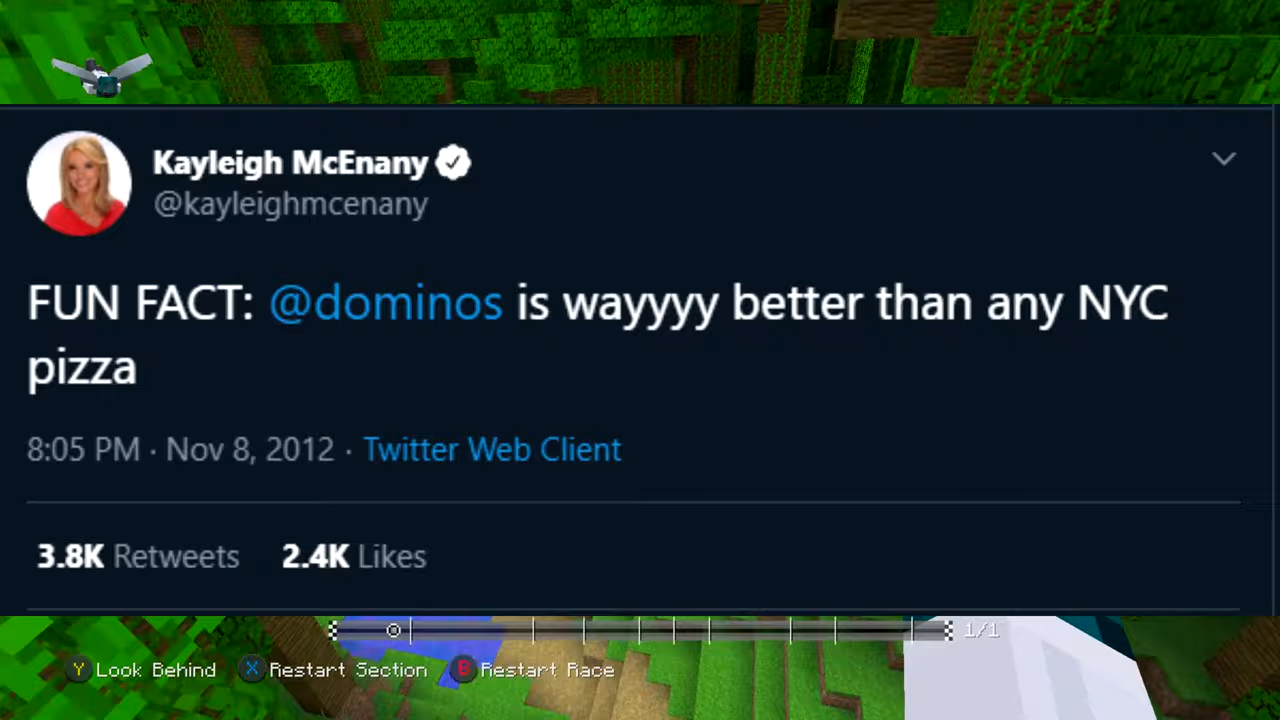 Kayleigh McEnany
@kayleighmcenany
FUN FACT: @dominos is wayyyy better than any NYC
pizza
8:05 PM · Nov 8, 2012 · Twitter Web Client
3.8K Retweets 2.4K Likes
1/1
Y Look Behind X Restart Section B Restart Race